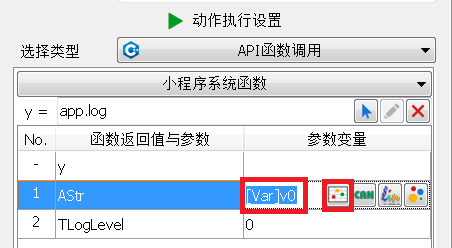 动作执行设置
选择类型 API函数调用
小程序系统函数
y = app.log
No. 函数返回值与参数 参数变量
- y
1 AStr [Var]v0 CAN Lin
2 TLogLevel 0